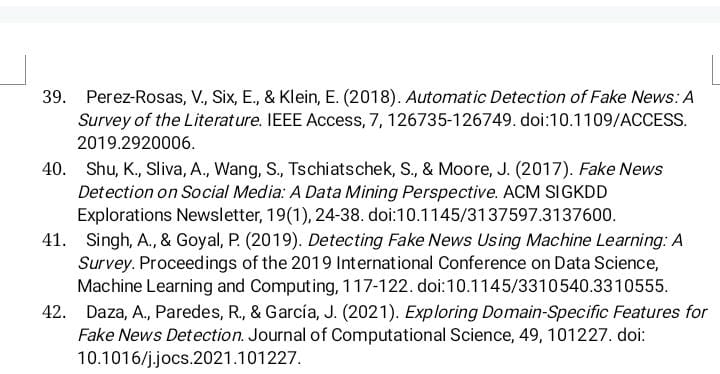 39. Perez-Rosas, V., Six, E., & Klein, E. (2018). Automatic Detection of Fake News: A
Survey of the Literature. IEEE Access, 7, 126735-126749. doi:10.1109/ACCESS.
2019.2920006.
40. Shu, K., Sliva, A., Wang, S., Tschiatschek, S., & Moore, J. (2017). Fake News
Detection on Social Media: A Data Mining Perspective. ACM SIGKDD
Explorations Newsletter, 19(1), 24-38. doi:10.1145/3137597.3137600.
41. Singh, A., & Goyal, P. (2019). Detecting Fake News Using Machine Learning: A
Survey. Proceedings of the 2019 International Conference on Data Science,
Machine Learning and Computing, 117-122. doi:10.1145/3310540.3310555.
42. Daza, A., Paredes, R., & García, J. (2021). Exploring Domain-Specific Features for
Fake News Detection. Journal of Computational Science, 49, 101227. doi:
10.1016/j.jocs.2021.101227.